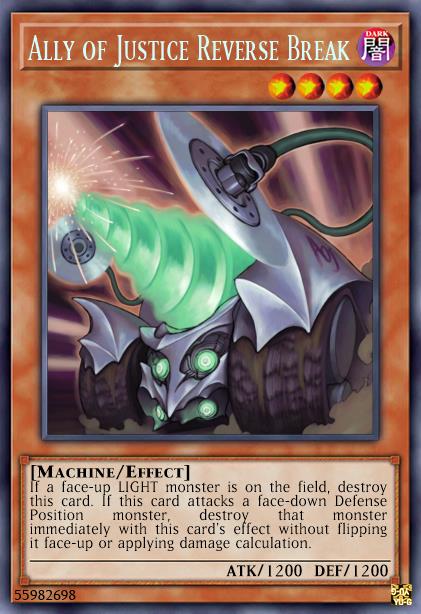 Ally of Justice Reverse Break
DARK
闇
AOJ
[Machine/Effect]
If a face-up LIGHT monster is on the field, destroy
this card. If this card attacks a face-down Defense
Position monster, destroy that monster
immediately with this card's effect without flipping
it face-up or applying damage calculation.
ATK/1200 DEF/1200
55982698